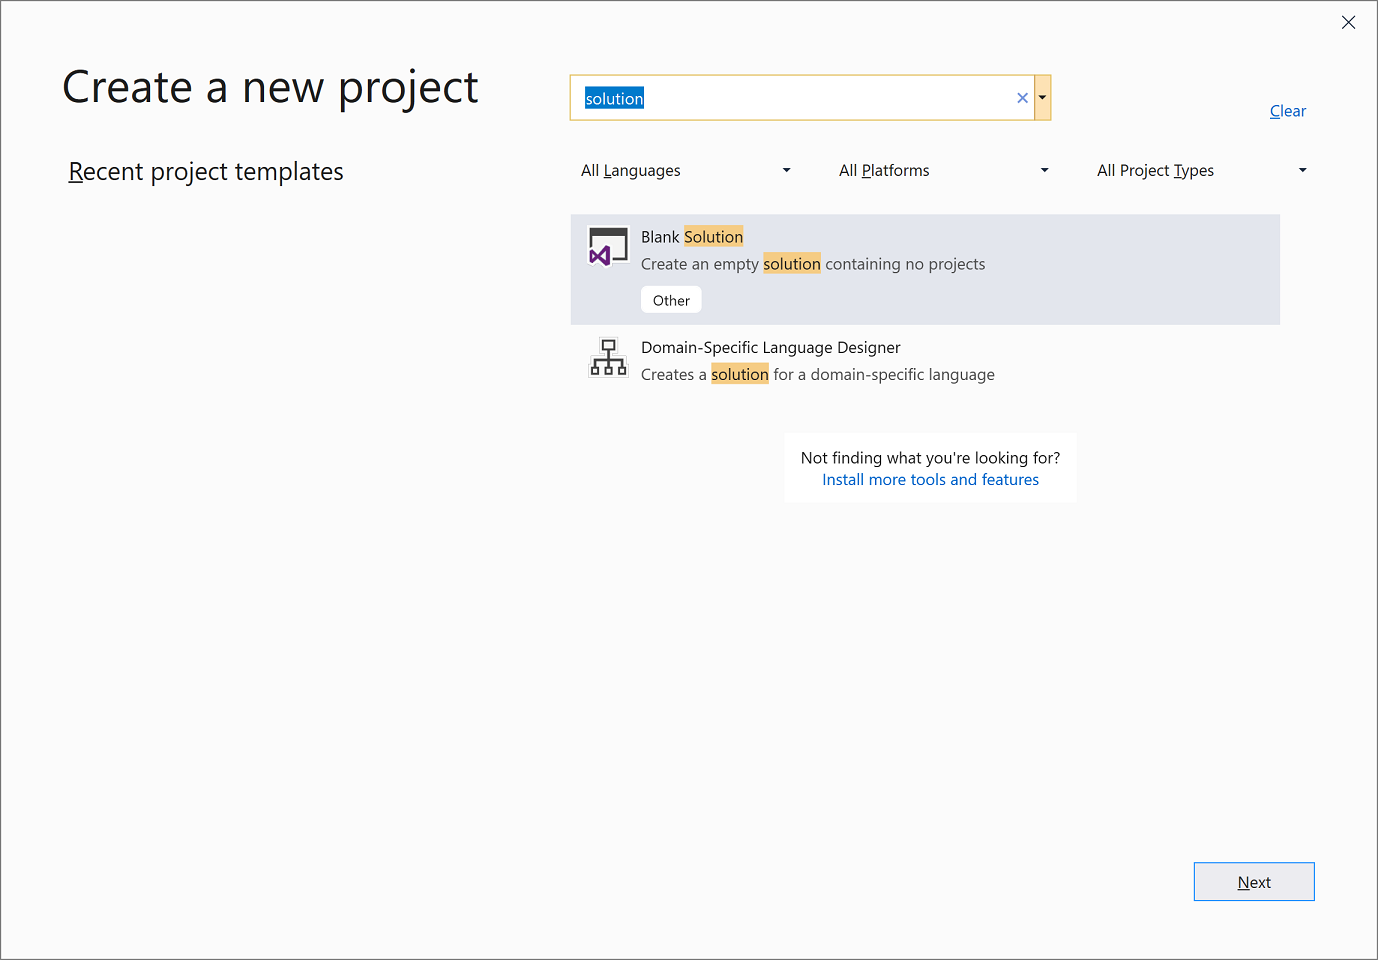 Create a new project
solution
Clear
Recent project templates
All Languages
All Platforms
All Project Types
Blank Solution
Create an empty solution containing no projects
Other
Domain-Specific Language Designer
Creates a solution for a domain-specific language
Not finding what you're looking for?
Install more tools and features
Next